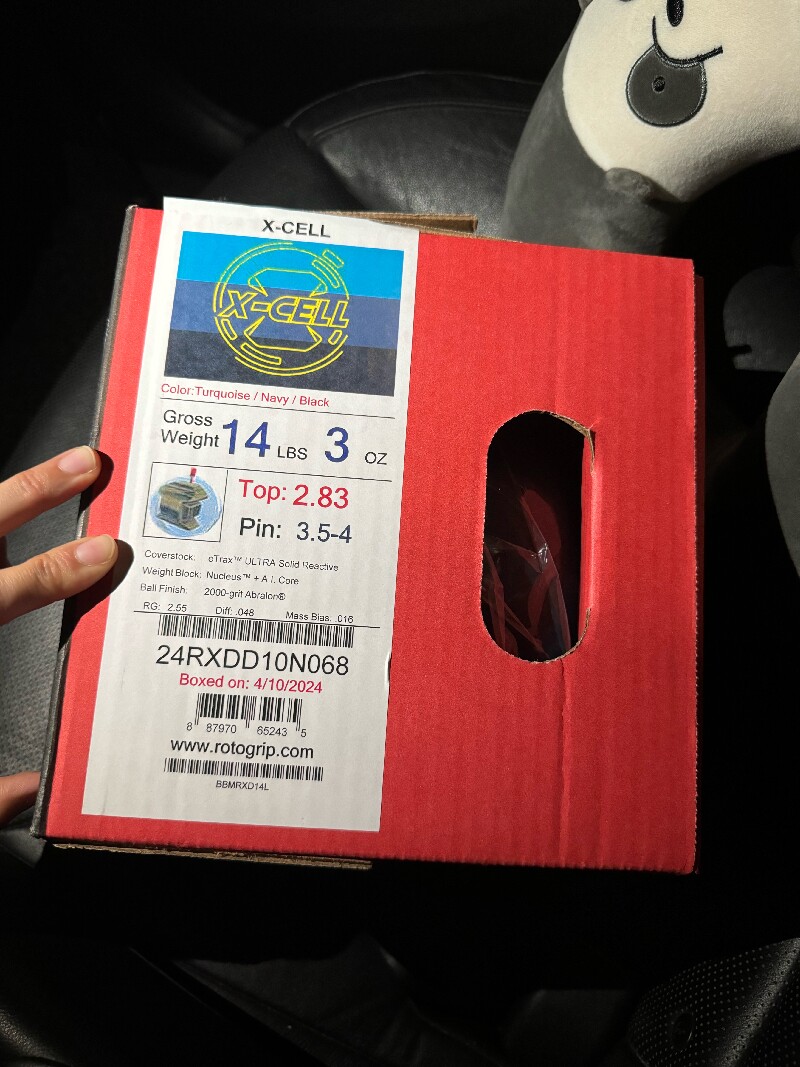 X-CELL
X-CELL
Color:Turquoise / Navy / Black
Gross Weight 14 LBS 3 OZ
Top: 2.83
Pin: 3.5-4
Coverstock: eTrax™ ULTRA Solid Reactive
Weight Block: Nucleus™ + A.I. Core
Ball Finish: 2000-grit Abralon®
RG: 2.55 Diff: .048 Mass Bias: .016
24RXDD10N068
Boxed on: 4/10/2024
8 87970 65243 5
www.rotogrip.com
BBMRXD14L